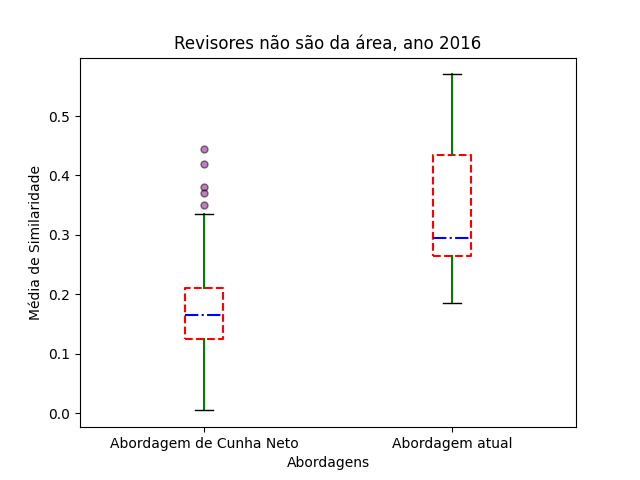 Revisores não são da área, ano 2016
Média de Similaridade
0.5
0.4
0.3
0.2
0.1
0.0
Abordagem de Cunha Neto
Abordagem atual
Abordagens